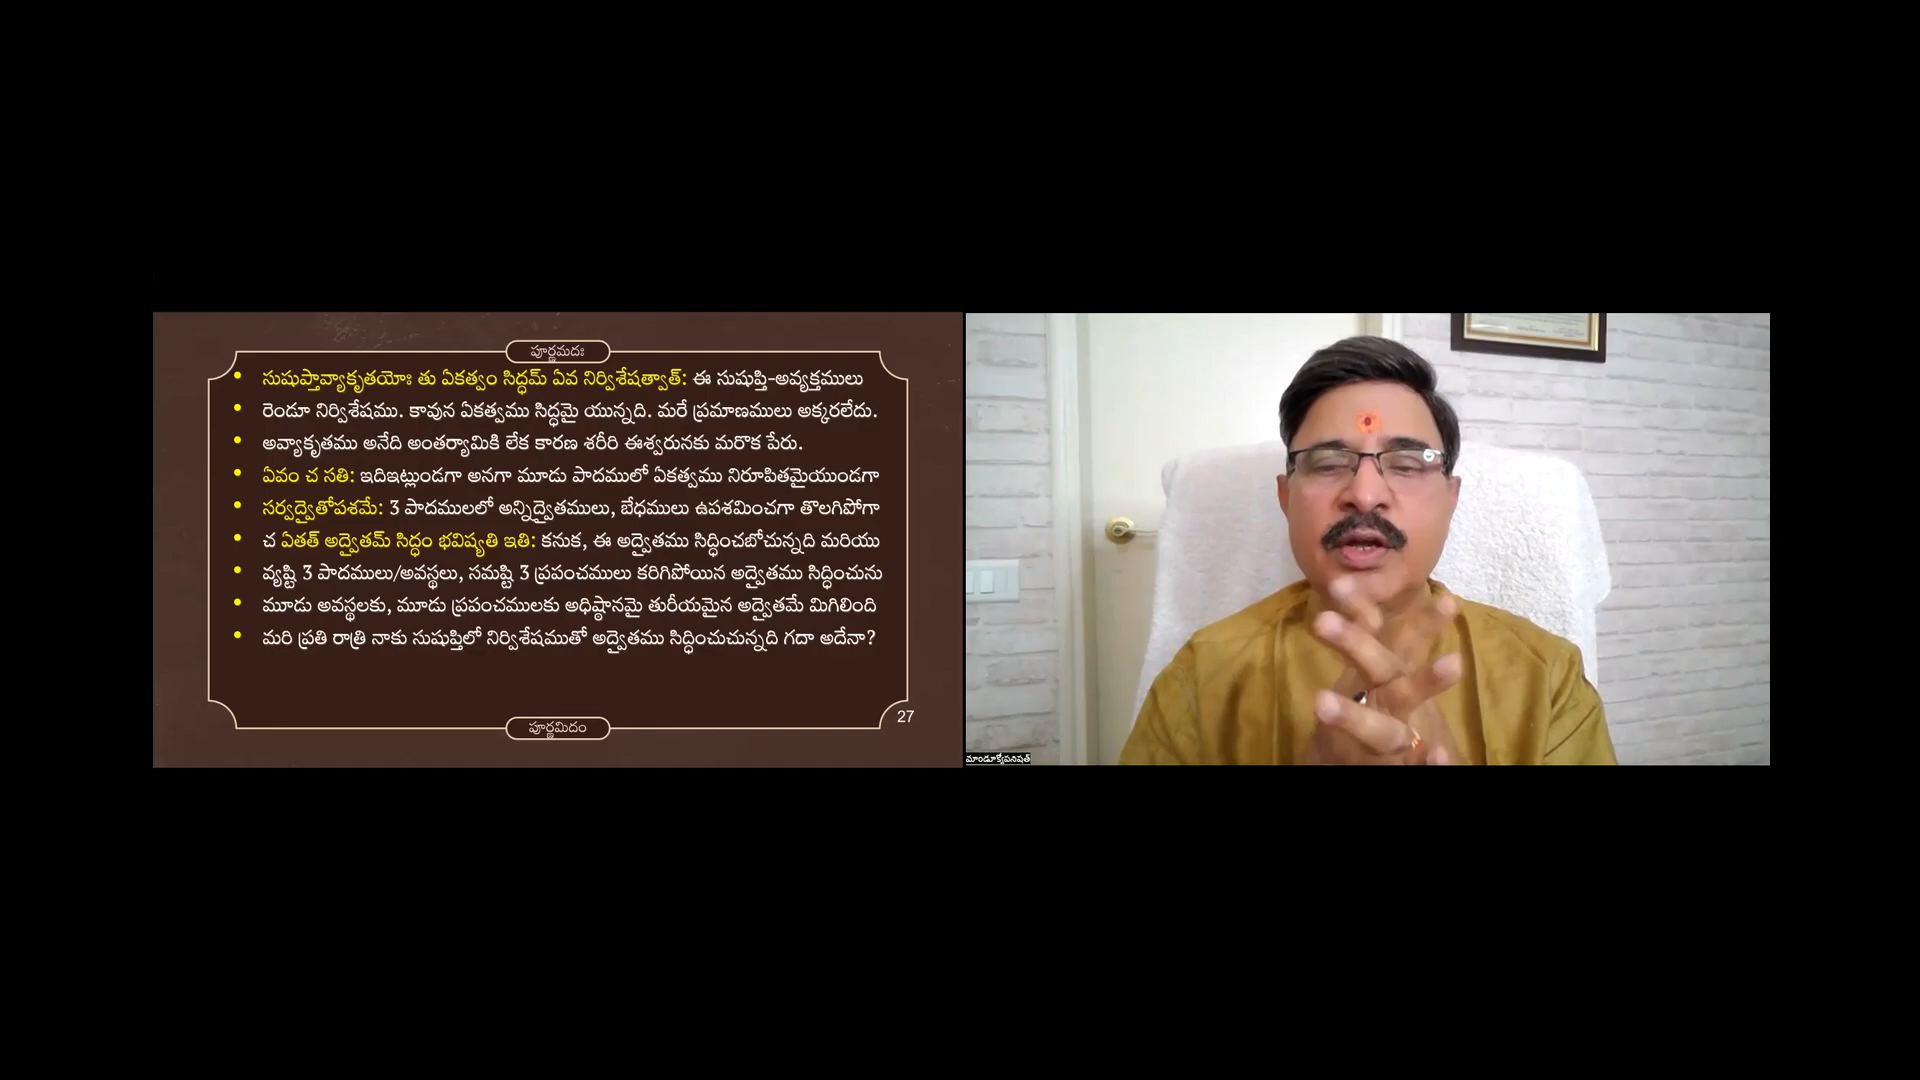 పూర్ణమదః
• సుషుప్తావ్యాకృతయోః తు ఏకత్వం సిద్ధమ్ ఏవ నిర్విశేషత్వాత్: ఈ సుషుప్తి-అవ్యక్తములు
• రెండూ నిర్విశేషము. కావున ఏకత్వము సిద్ధమై యున్నది. మరే ప్రమాణములు అక్కరలేదు.
• అవ్యాకృతము అనేది అంతర్యామికి లేక కారణ శరీరి ఈశ్వరునకు మరొక పేరు.
• ఏవం చ సతి: ఇదిఇట్లుండగా అనగా మూడు పాదములో ఏకత్వము నిరూపితమైయుండగా
• సర్వద్వైతోపశమే: 3 పాదములలో అన్నిద్వైతములు, బేధములు ఉపశమించగా తొలగిపోగా
• చ ఏతత్ అద్వైతమ్ సిద్ధం భవిష్యతి ఇతి: కనుక, ఈ అద్వైతము సిద్ధించబోచున్నది మరియు
• వ్యష్టి 3 పాదములు/అవస్థలు, సమష్టి 3 ప్రపంచములు కరిగిపోయిన అద్వైతము సిద్ధించును
• మూడు అవస్థలకు, మూడు ప్రపంచములకు అధిష్ఠానమై తురీయమైన అద్వైతమే మిగిలింది
• మరి ప్రతి రాత్రి నాకు సుషుప్తిలో నిర్విశేషముతో అద్వైతము సిద్ధించుచున్నది గదా అదేనా?
27
పూర్ణమిదం
మాండూక్యోపనిషత్